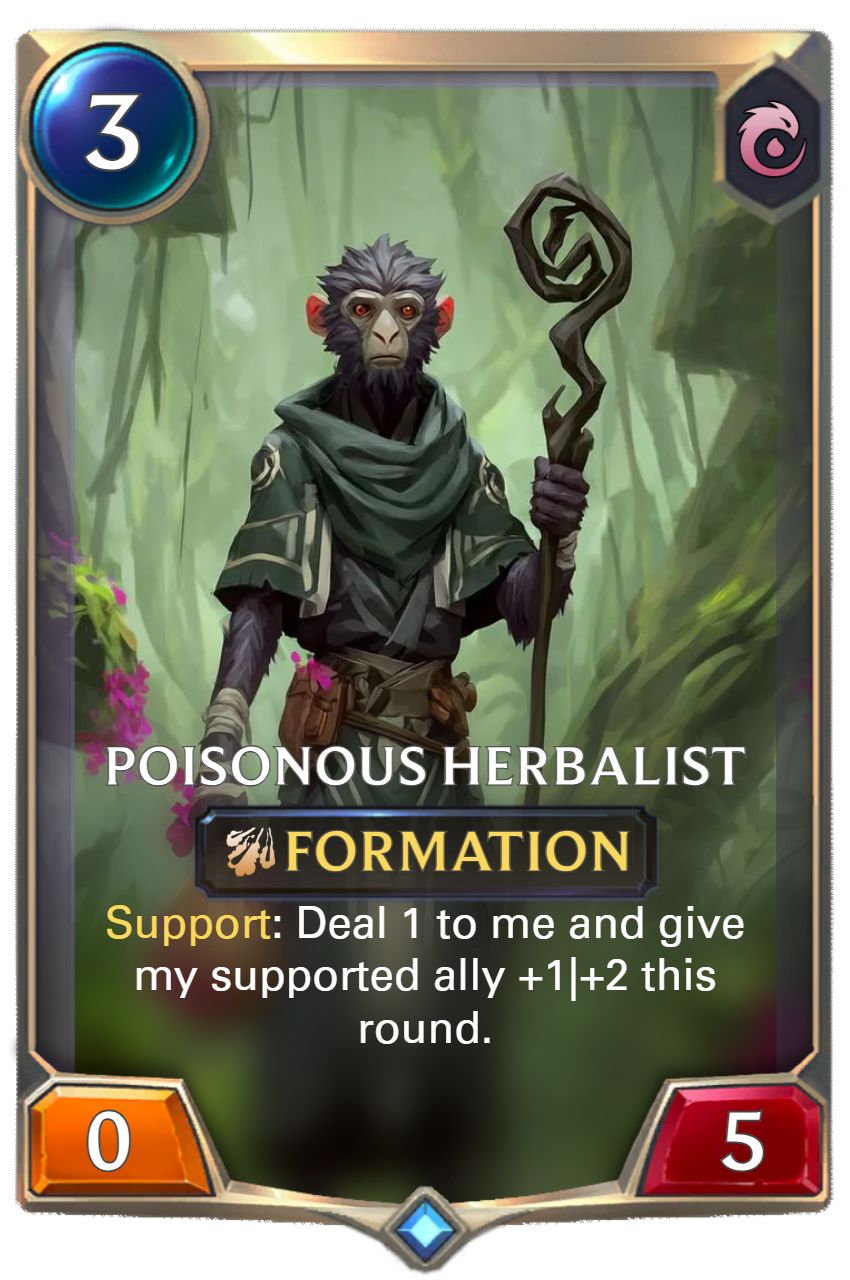 3
POISONOUS HERBALIST
FORMATION
Support: Deal 1 to me and give
my supported ally +1|+2 this
round.
0
5